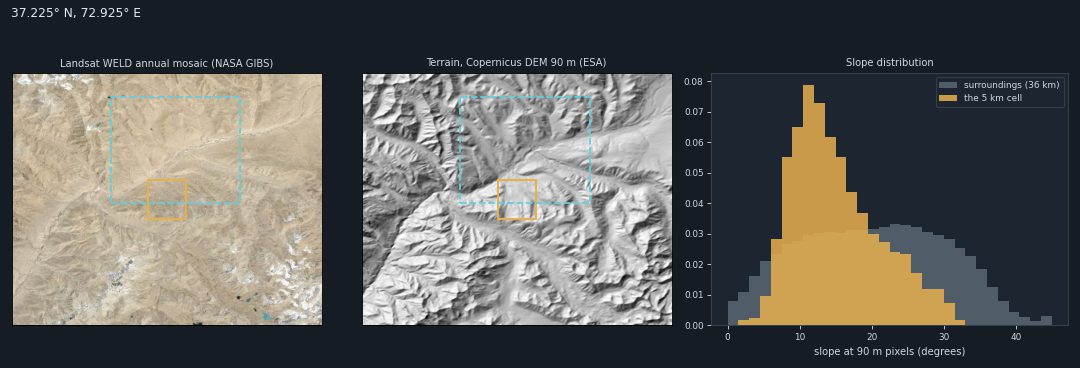 37.225° N, 72.925° E
Landsat WELD annual mosaic (NASA GIBS)
Terrain, Copernicus DEM 90 m (ESA)
Slope distribution
surroundings (36 km)
the 5 km cell
0.08
0.07
0.06
0.05
0.04
0.03
0.02
0.01
0.00
0 10 20 30 40
slope at 90 m pixels (degrees)